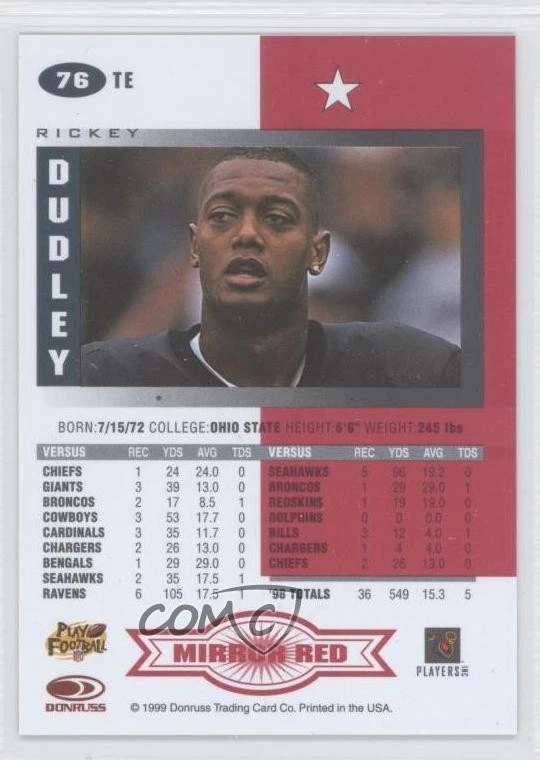 76 TE
RICKEY
DUDLEY
BORN:7/15/72 COLLEGE:OHIO STATE HEIGHT:6'6" WEIGHT:245 lbs
VERSUS REC YDS AVG TDS VERSUS REC YDS AVG TDS
CHIEFS 1 24 24.0 0 SEAHAWKS 5 96 19.2 0
GIANTS 3 39 13.0 0 BRONCOS 1 29 29.0 1
BRONCOS 2 17 8.5 1 REDSKINS 1 19 19.0 0
COWBOYS 3 53 17.7 0 DOLPHINS 0 0 0.0 0
CARDINALS 3 35 11.7 0 BILLS 3 12 4.0 1
CHARGERS 2 26 13.0 0 CHARGERS 1 4 4.0 0
BENGALS 1 29 29.0 0 CHIEFS 2 26 13.0 0
SEAHAWKS 2 35 17.5 1
RAVENS 6 105 17.5 1 '98 TOTALS 36 549 15.3 5
COMC
PLAY FOOTBALL
NFL
MIRROR RED
PLAYERS INC
DONRUSS
© 1999 Donruss Trading Card Co. Printed in the USA.